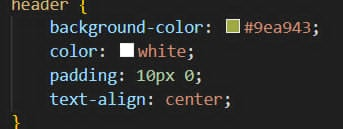 header {
background-color: #9ea943;
color: white;
padding: 10px 0;
text-align: center;
}